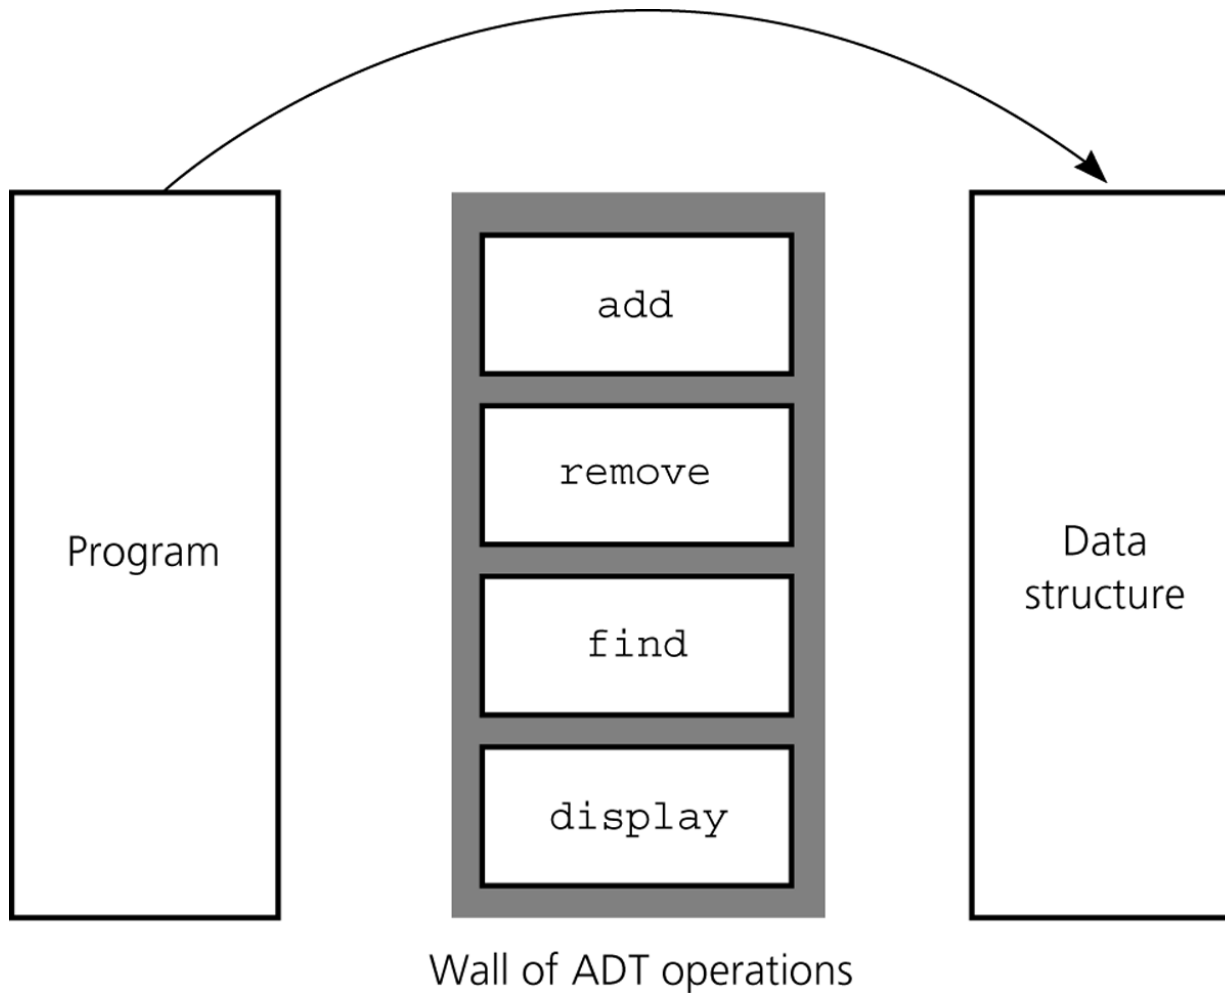 add
remove
Program
Data
structure
find
display
Wall of ADT operations